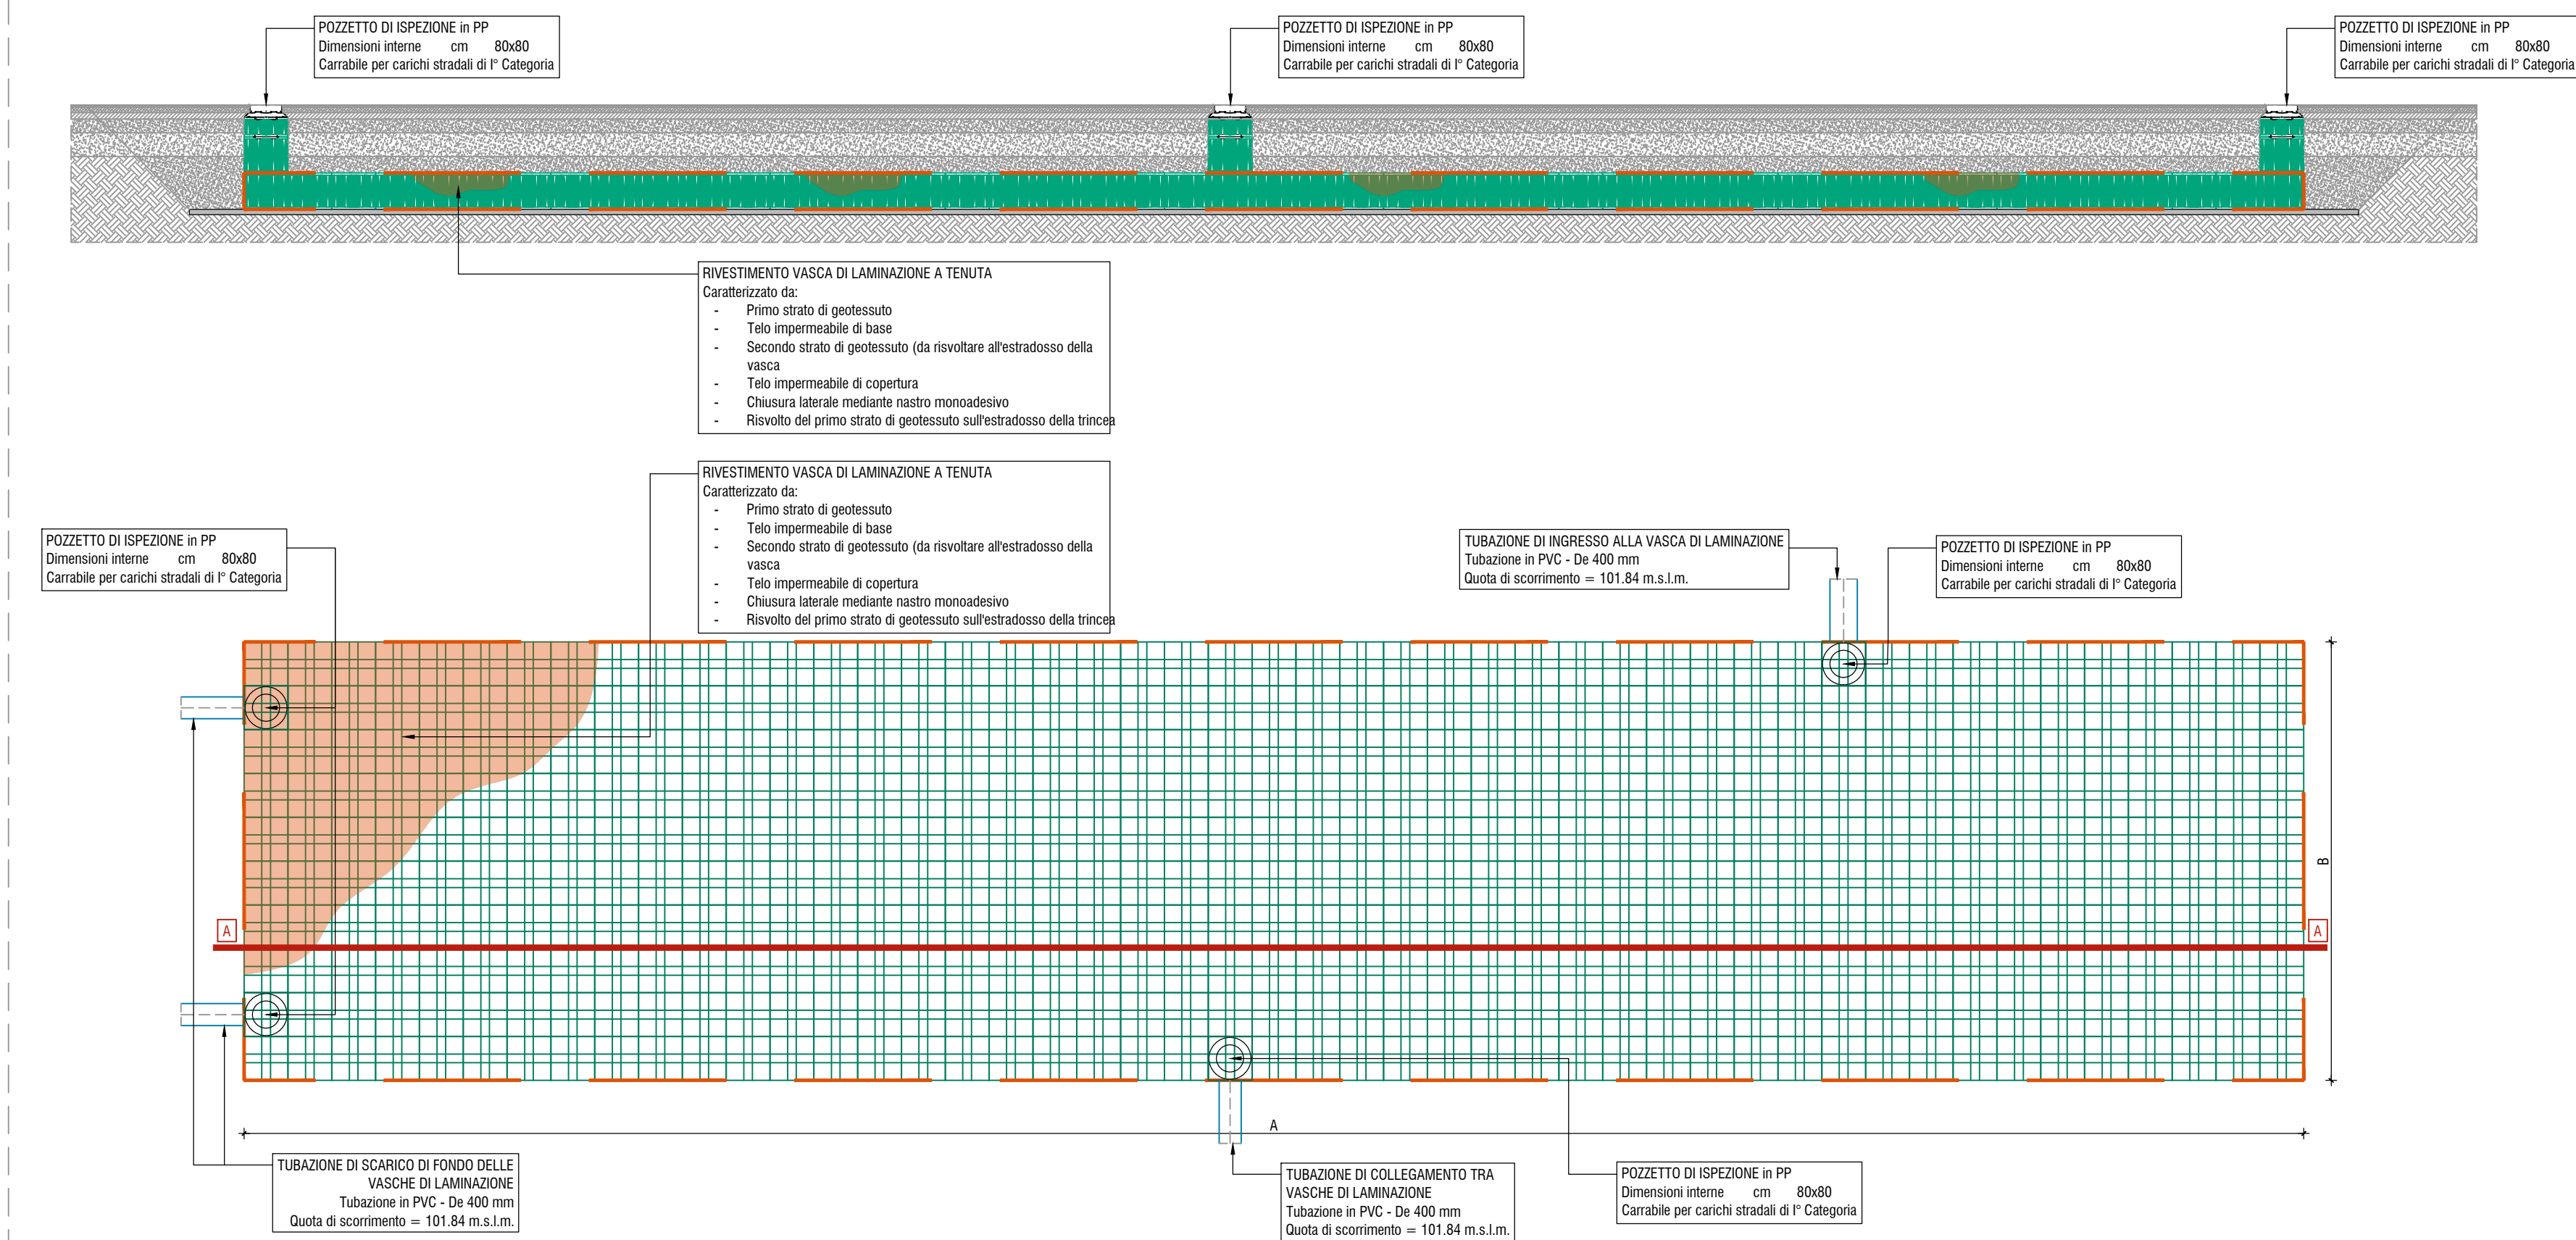 POZZETTO DI ISPEZIONE in PP
Dimensioni interne cm 80x80
Carrabile per carichi stradali di I° Categoria
POZZETTO DI ISPEZIONE in PP
Dimensioni interne cm 80x80
Carrabile per carichi stradali di I° Categoria
POZZETTO DI ISPEZIONE in PP
Dimensioni interne cm 80x80
Carrabile per carichi stradali di I° Categoria
RIVESTIMENTO VASCA DI LAMINAZIONE A TENUTA
Caratterizzato da:
- Primo strato di geotessuto
- Telo impermeabile di base
- Secondo strato di geotessuto (da risvoltare all'estradosso della
vasca
- Telo impermeabile di copertura
- Chiusura laterale mediante nastro monoadesivo
- Risvolto del primo strato di geotessuto sull'estradosso della trincea
RIVESTIMENTO VASCA DI LAMINAZIONE A TENUTA
Caratterizzato da:
- Primo strato di geotessuto
- Telo impermeabile di base
- Secondo strato di geotessuto (da risvoltare all'estradosso della
vasca
- Telo impermeabile di copertura
- Chiusura laterale mediante nastro monoadesivo
- Risvolto del primo strato di geotessuto sull'estradosso della trincea
POZZETTO DI ISPEZIONE in PP
Dimensioni interne cm 80x80
Carrabile per carichi stradali di I° Categoria
TUBAZIONE DI INGRESSO ALLA VASCA DI LAMINAZIONE
Tubazione in PVC - De 400 mm
Quota di scorrimento = 101.84 m.s.l.m.
POZZETTO DI ISPEZIONE in PP
Dimensioni interne cm 80x80
Carrabile per carichi stradali di I° Categoria
B
A
A
A
TUBAZIONE DI SCARICO DI FONDO DELLE
VASCHE DI LAMINAZIONE
Tubazione in PVC - De 400 mm
Quota di scorrimento = 101.84 m.s.l.m.
TUBAZIONE DI COLLEGAMENTO TRA
VASCHE DI LAMINAZIONE
Tubazione in PVC - De 400 mm
Quota di scorrimento = 101.84 m.s.l.m.
POZZETTO DI ISPEZIONE in PP
Dimensioni interne cm 80x80
Carrabile per carichi stradali di I° Categoria